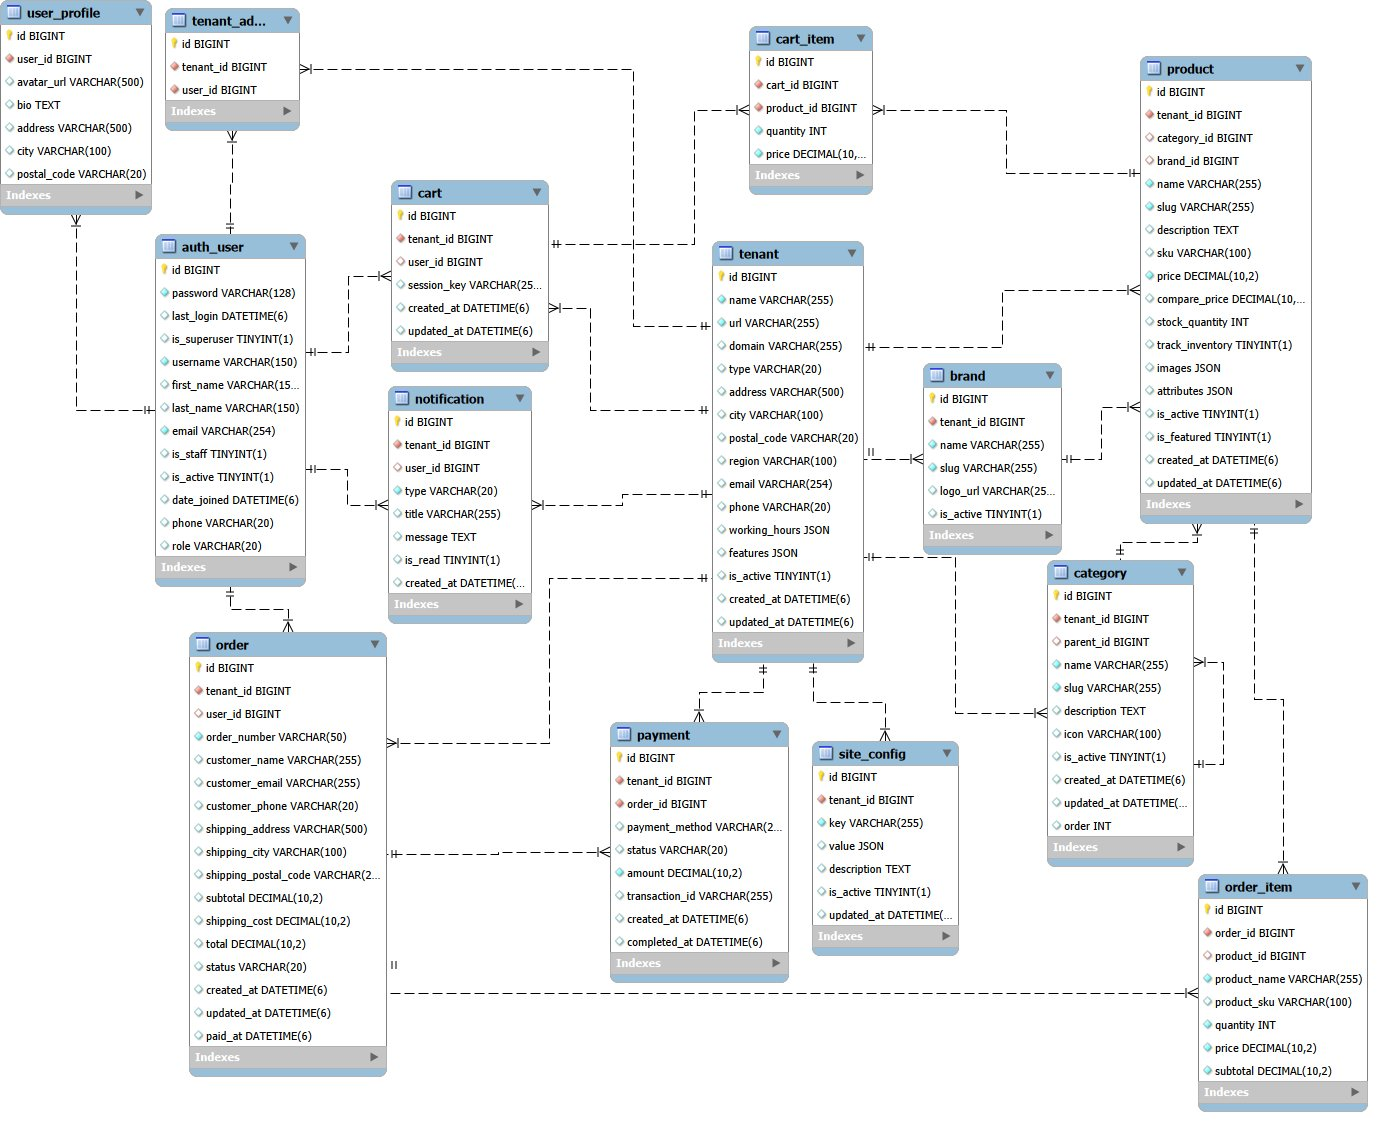 user_profile
id BIGINT
user_id BIGINT
avatar_url VARCHAR(500)
bio TEXT
address VARCHAR(500)
city VARCHAR(100)
postal_code VARCHAR(20)
Indexes
tenant_ad...
id BIGINT
tenant_id BIGINT
user_id BIGINT
Indexes
cart_item
id BIGINT
cart_id BIGINT
product_id BIGINT
quantity INT
price DECIMAL(10,...
Indexes
product
id BIGINT
tenant_id BIGINT
category_id BIGINT
brand_id BIGINT
name VARCHAR(255)
slug VARCHAR(255)
description TEXT
sku VARCHAR(100)
price DECIMAL(10,2)
compare_price DECIMAL(10,...
stock_quantity INT
track_inventory TINYINT(1)
images JSON
attributes JSON
is_active TINYINT(1)
is_featured TINYINT(1)
created_at DATETIME(6)
updated_at DATETIME(6)
Indexes
cart
id BIGINT
tenant_id BIGINT
user_id BIGINT
session_key VARCHAR(25...
created_at DATETIME(6)
updated_at DATETIME(6)
Indexes
auth_user
id BIGINT
password VARCHAR(128)
last_login DATETIME(6)
is_superuser TINYINT(1)
username VARCHAR(150)
first_name VARCHAR(15...
last_name VARCHAR(150)
email VARCHAR(254)
is_staff TINYINT(1)
is_active TINYINT(1)
date_joined DATETIME(6)
phone VARCHAR(20)
role VARCHAR(20)
Indexes
tenant
id BIGINT
name VARCHAR(255)
url VARCHAR(255)
domain VARCHAR(255)
type VARCHAR(20)
address VARCHAR(500)
city VARCHAR(100)
postal_code VARCHAR(20)
region VARCHAR(100)
email VARCHAR(254)
phone VARCHAR(20)
working_hours JSON
features JSON
is_active TINYINT(1)
created_at DATETIME(6)
updated_at DATETIME(6)
Indexes
brand
id BIGINT
tenant_id BIGINT
name VARCHAR(255)
slug VARCHAR(255)
logo_url VARCHAR(25...
is_active TINYINT(1)
Indexes
notification
id BIGINT
tenant_id BIGINT
user_id BIGINT
type VARCHAR(20)
title VARCHAR(255)
message TEXT
is_read TINYINT(1)
created_at DATETIME(...
Indexes
category
id BIGINT
tenant_id BIGINT
parent_id BIGINT
name VARCHAR(255)
slug VARCHAR(255)
description TEXT
icon VARCHAR(100)
is_active TINYINT(1)
created_at DATETIME(6)
updated_at DATETIME(...
order INT
Indexes
order
id BIGINT
tenant_id BIGINT
user_id BIGINT
order_number VARCHAR(50)
customer_name VARCHAR(255)
customer_email VARCHAR(255)
customer_phone VARCHAR(20)
shipping_address VARCHAR(500)
shipping_city VARCHAR(100)
shipping_postal_code VARCHAR(2...
subtotal DECIMAL(10,2)
shipping_cost DECIMAL(10,2)
total DECIMAL(10,2)
status VARCHAR(20)
created_at DATETIME(6)
updated_at DATETIME(6)
paid_at DATETIME(6)
Indexes
payment
id BIGINT
tenant_id BIGINT
order_id BIGINT
payment_method VARCHAR(2...
status VARCHAR(20)
amount DECIMAL(10,2)
transaction_id VARCHAR(255)
created_at DATETIME(6)
completed_at DATETIME(6)
Indexes
site_config
id BIGINT
tenant_id BIGINT
key VARCHAR(255)
value JSON
description TEXT
is_active TINYINT(1)
updated_at DATETIME(...
Indexes
order_item
id BIGINT
order_id BIGINT
product_id BIGINT
product_name VARCHAR(255)
product_sku VARCHAR(100)
quantity INT
price DECIMAL(10,2)
subtotal DECIMAL(10,2)
Indexes